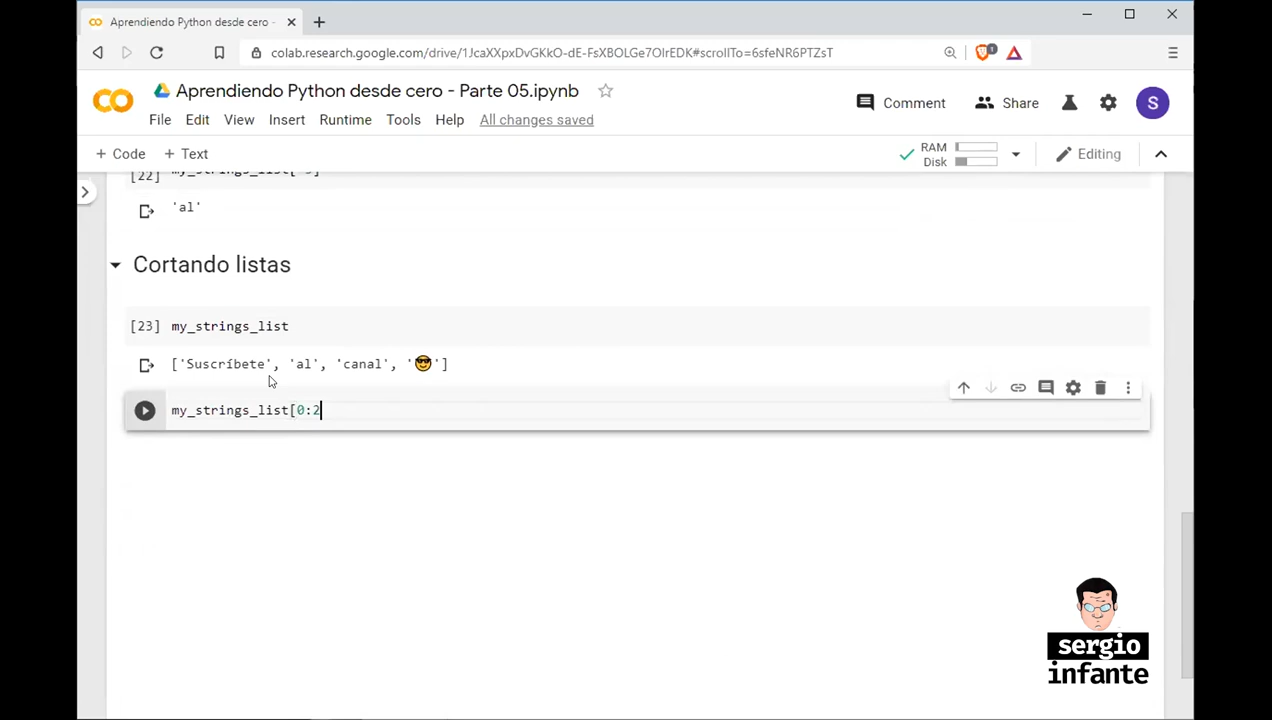 Aprendiendo Python desde cero -
colab.research.google.com/drive/1JcaXXpxDvGKkO-dE-FsXBOLGe7OlrEDK#scrollTo=6sfeNR6PTZsT
1
Aprendiendo Python desde cero - Parte 05.ipynb
Comment
Share
S
File Edit View Insert Runtime Tools Help All changes saved
+ Code + Text
RAM
Disk
Editing
[22]
'al'
Cortando listas
[23] my_strings_list
['Suscríbete', 'al', 'canal', '😎']
my_strings_list[0:2
sergio
infante